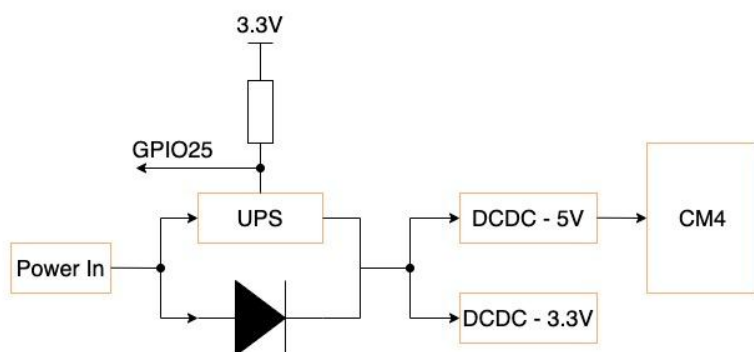 3.3V
GPIO25
UPS
DCDC - 5V
CM4
Power In
DCDC - 3.3V